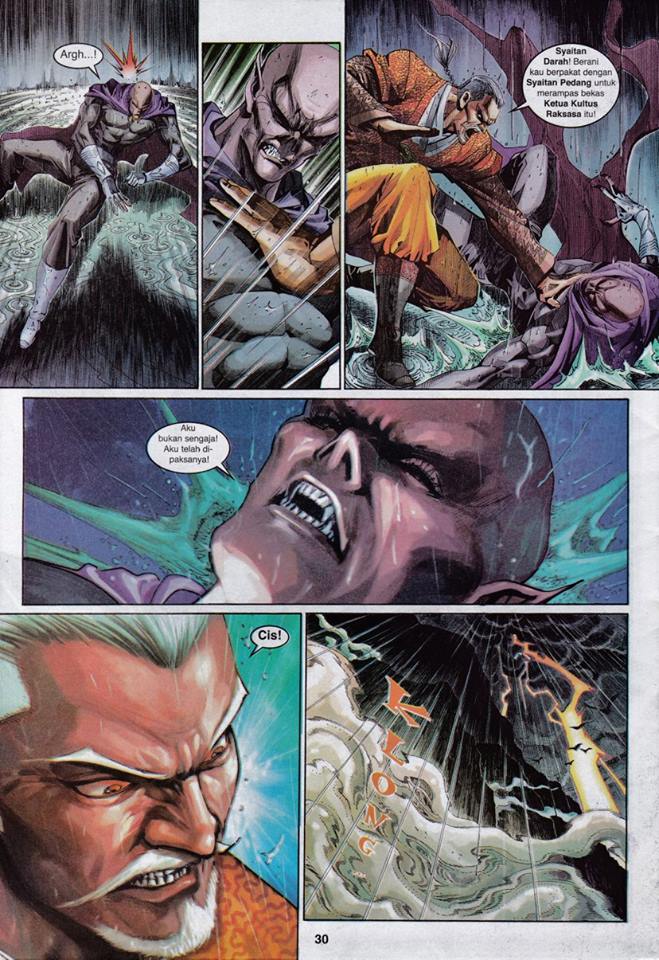 Argh...!
Syaitan
Darah! Berani
kau berpakat dengan
Syaitan Pedang untuk
merampas bekas
Ketua Kultus
Raksasa itu!
Aku
bukan sengaja!
Aku telah di-
paksanya!
Cis!
KLONG
30